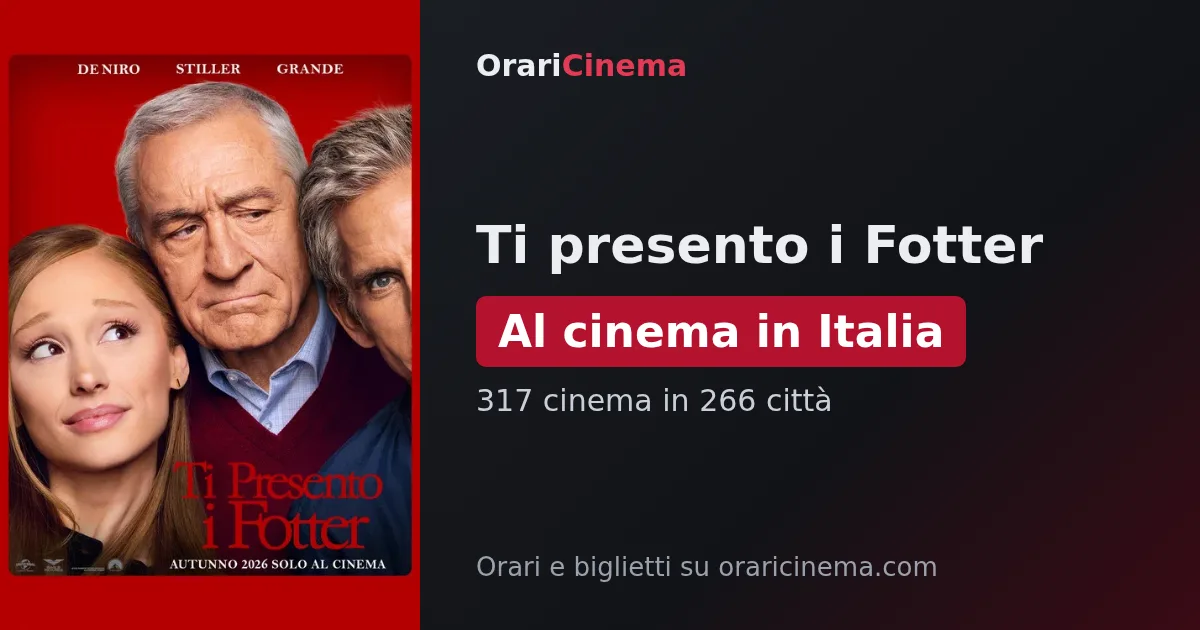 DE NIRO STILLER GRANDE
Ti Presento
i Fotter
AUTUNNO 2026 SOLO AL CINEMA
OrariCinema
Ti presento i Fotter
Al cinema in Italia
317 cinema in 266 città
Orari e biglietti su oraricinema.com